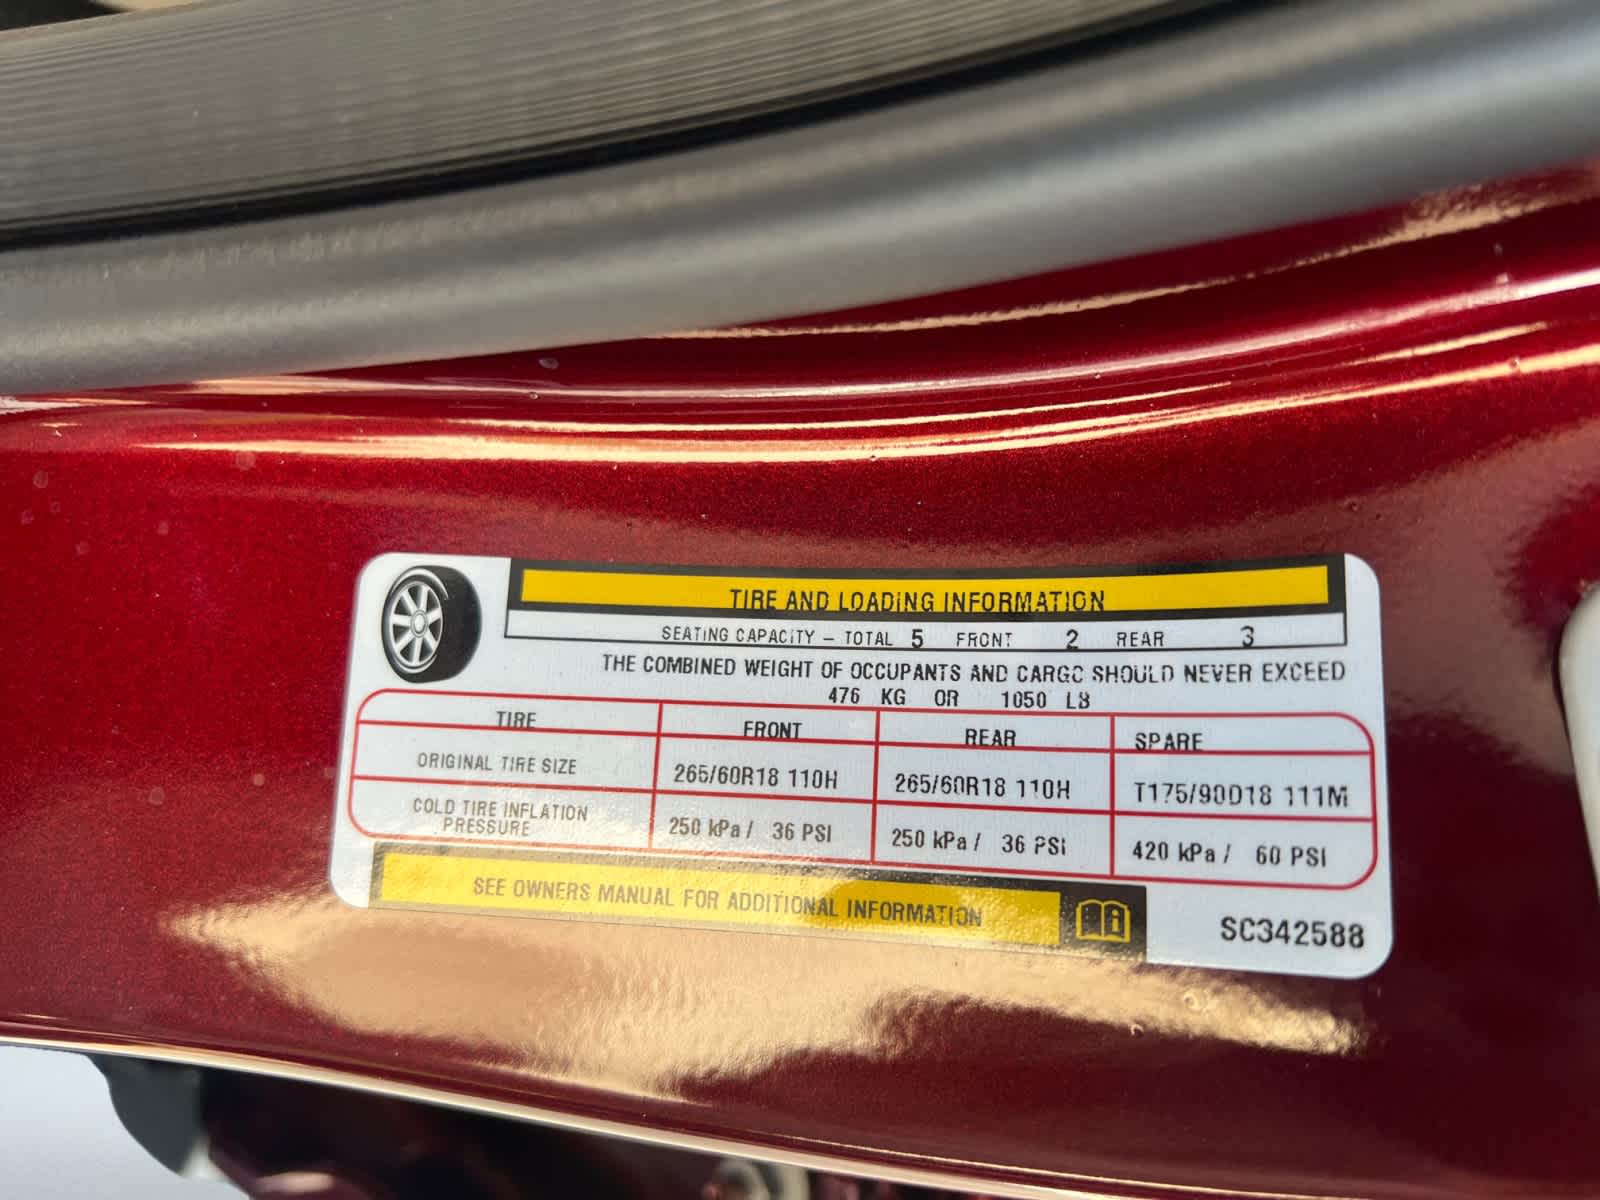 TIRE AND LOADING INFORMATION
SEATING CAPACITY – TOTAL 5 FRONT 2 REAR 3
THE COMBINED WEIGHT OF OCCUPANTS AND CARGO SHOULD NEVER EXCEED
476 KG OR 1050 LB
TIRE FRONT REAR SPARE
ORIGINAL TIRE SIZE 265/60R18 110H 265/60R18 110H T175/90D18 111M
COLD TIRE INFLATION
PRESSURE 250 kPa / 36 PSI 250 kPa / 36 PSI 420 kPa / 60 PSI
SEE OWNERS MANUAL FOR ADDITIONAL INFORMATION
SC342588